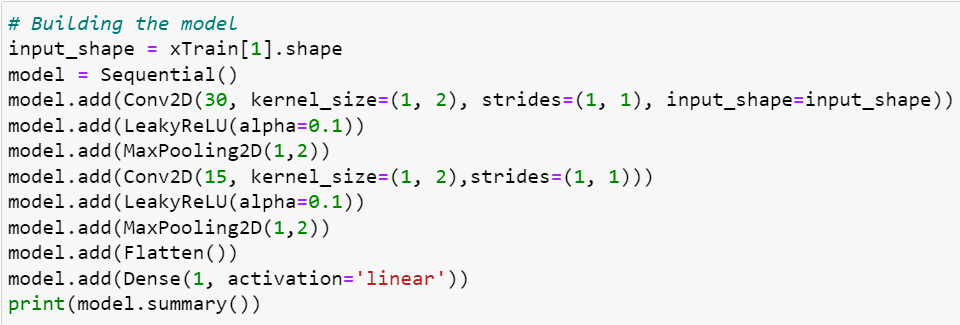 # Building the model
input_shape = xTrain[1].shape
model = Sequential()
model.add(Conv2D(30, kernel_size=(1, 2), strides=(1, 1), input_shape=input_shape))
model.add(LeakyReLU(alpha=0.1))
model.add(MaxPooling2D(1,2))
model.add(Conv2D(15, kernel_size=(1, 2),strides=(1, 1)))
model.add(LeakyReLU(alpha=0.1))
model.add(MaxPooling2D(1,2))
model.add(Flatten())
model.add(Dense(1, activation='linear'))
print(model.summary())